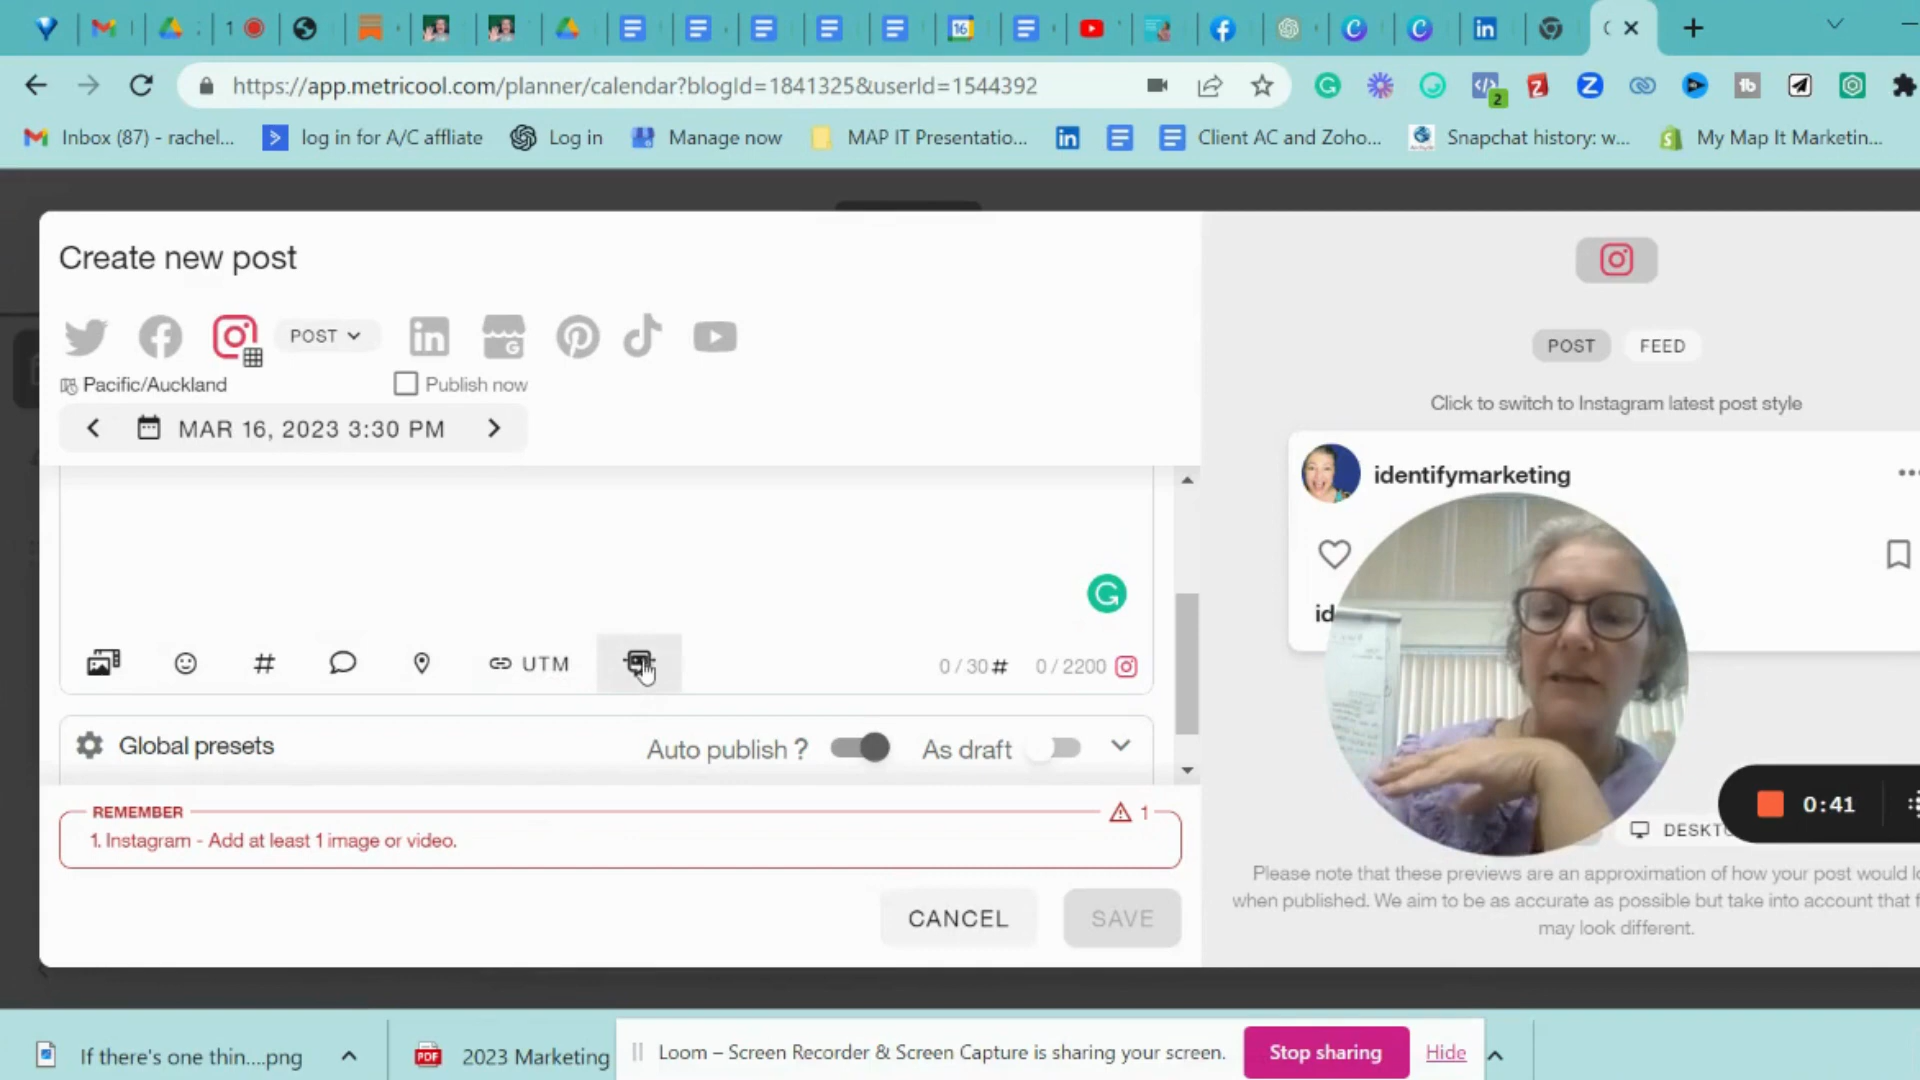 https://app.metricool.com/planner/calendar?blogId=1841325&userId=1544392
Inbox (87) - rachel... log in for A/C affliate Log in Manage now MAP IT Presentatio... Client AC and Zoho... Snapchat history: w... My Map It Marketin...
Create new post
POST
Pacific/Auckland Publish now
MAR 16, 2023 3:30 PM
UTM 0 / 30 # 0 / 2200
Global presets Auto publish ? As draft
REMEMBER 1
1. Instagram - Add at least 1 image or video.
CANCEL SAVE
POST FEED
Click to switch to Instagram latest post style
identifymarketing
id
0:41
Please note that these previews are an approximation of how your post would
when published. We aim to be as accurate as possible but take into account that
may look different.
If there's one thin....png 2023 Marketing Loom – Screen Recorder & Screen Capture is sharing your screen. Stop sharing Hide